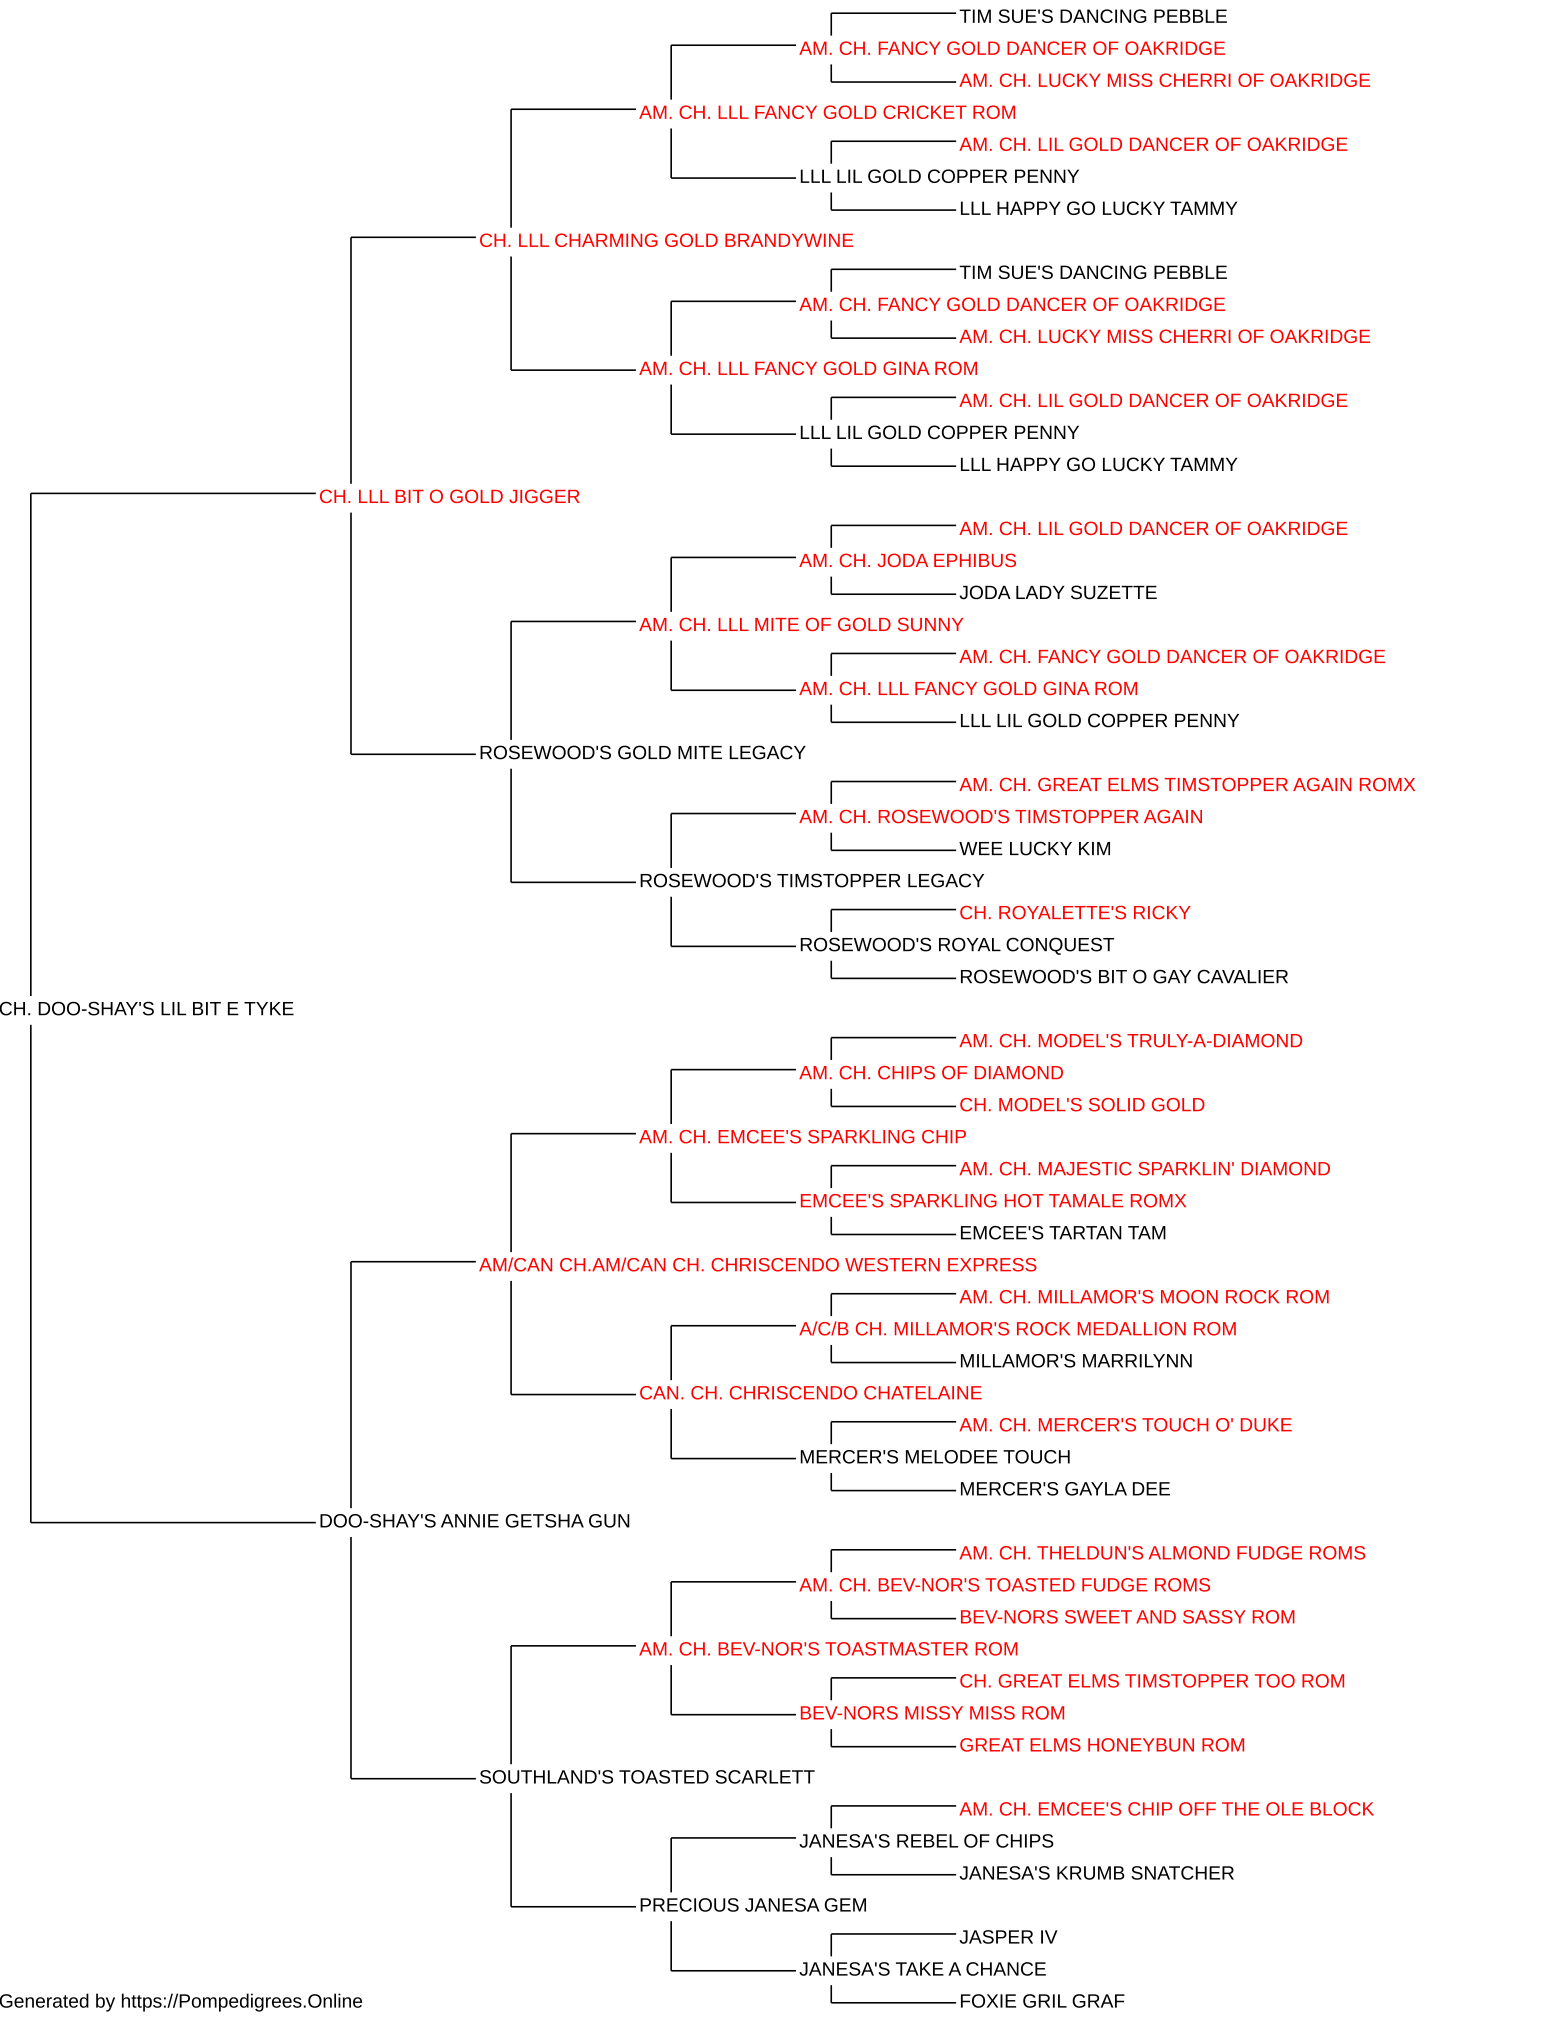 TIM SUE'S DANCING PEBBLE
AM. CH. FANCY GOLD DANCER OF OAKRIDGE
AM. CH. LUCKY MISS CHERRI OF OAKRIDGE
AM. CH. LLL FANCY GOLD CRICKET ROM
AM. CH. LIL GOLD DANCER OF OAKRIDGE
LLL LIL GOLD COPPER PENNY
LLL HAPPY GO LUCKY TAMMY
CH. LLL CHARMING GOLD BRANDYWINE
TIM SUE'S DANCING PEBBLE
AM. CH. FANCY GOLD DANCER OF OAKRIDGE
AM. CH. LUCKY MISS CHERRI OF OAKRIDGE
AM. CH. LLL FANCY GOLD GINA ROM
AM. CH. LIL GOLD DANCER OF OAKRIDGE
LLL LIL GOLD COPPER PENNY
LLL HAPPY GO LUCKY TAMMY
CH. LLL BIT O GOLD JIGGER
AM. CH. LIL GOLD DANCER OF OAKRIDGE
AM. CH. JODA EPHIBUS
JODA LADY SUZETTE
AM. CH. LLL MITE OF GOLD SUNNY
AM. CH. FANCY GOLD DANCER OF OAKRIDGE
AM. CH. LLL FANCY GOLD GINA ROM
LLL LIL GOLD COPPER PENNY
ROSEWOOD'S GOLD MITE LEGACY
AM. CH. GREAT ELMS TIMSTOPPER AGAIN ROMX
AM. CH. ROSEWOOD'S TIMSTOPPER AGAIN
WEE LUCKY KIM
ROSEWOOD'S TIMSTOPPER LEGACY
CH. ROYALETTE'S RICKY
ROSEWOOD'S ROYAL CONQUEST
ROSEWOOD'S BIT O GAY CAVALIER
CH. DOO-SHAY'S LIL BIT E TYKE
AM. CH. MODEL'S TRULY-A-DIAMOND
AM. CH. CHIPS OF DIAMOND
CH. MODEL'S SOLID GOLD
AM. CH. EMCEE'S SPARKLING CHIP
AM. CH. MAJESTIC SPARKLIN' DIAMOND
EMCEE'S SPARKLING HOT TAMALE ROMX
EMCEE'S TARTAN TAM
AM/CAN CH.AM/CAN CH. CHRISCENDO WESTERN EXPRESS
AM. CH. MILLAMOR'S MOON ROCK ROM
A/C/B CH. MILLAMOR'S ROCK MEDALLION ROM
MILLAMOR'S MARRILYNN
CAN. CH. CHRISCENDO CHATELAINE
AM. CH. MERCER'S TOUCH O' DUKE
MERCER'S MELODEE TOUCH
MERCER'S GAYLA DEE
DOO-SHAY'S ANNIE GETSHA GUN
AM. CH. THELDUN'S ALMOND FUDGE ROMS
AM. CH. BEV-NOR'S TOASTED FUDGE ROMS
BEV-NORS SWEET AND SASSY ROM
AM. CH. BEV-NOR'S TOASTMASTER ROM
CH. GREAT ELMS TIMSTOPPER TOO ROM
BEV-NORS MISSY MISS ROM
GREAT ELMS HONEYBUN ROM
SOUTHLAND'S TOASTED SCARLETT
AM. CH. EMCEE'S CHIP OFF THE OLE BLOCK
JANESA'S REBEL OF CHIPS
JANESA'S KRUMB SNATCHER
PRECIOUS JANESA GEM
JASPER IV
JANESA'S TAKE A CHANCE
FOXIE GRIL GRAF
Generated by https://Pompedigrees.Online